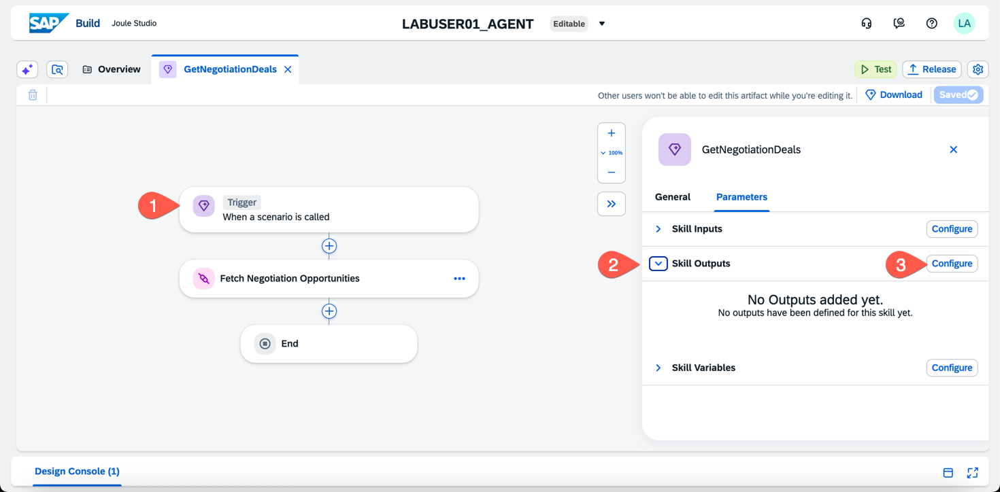 SAP Build Joule Studio LABUSER01_AGENT Editable LA
Overview GetNegotiationDeals Test Release
Other users won't be able to edit this artifact while you're editing it. Download Saved
+
100%
−
GetNegotiationDeals
General Parameters
1 Trigger
When a scenario is called
Skill Inputs Configure
2 Skill Outputs 3 Configure
Fetch Negotiation Opportunities
No Outputs added yet.
No outputs have been defined for this skill yet.
End
Skill Variables Configure
Design Console (1)